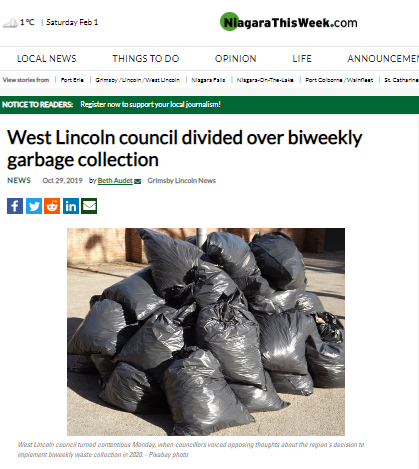 1°C | Saturday Feb 1
NiagaraThisWeek.com
LOCAL NEWS THINGS TO DO OPINION LIFE ANNOUNCEMEN
View stories from | Fort Erie | Grimsby / Lincoln / West Lincoln | Niagara Falls | Niagara-On-The-Lake | Port Colborne / Wainfleet | St. Catharine
NOTICE TO READERS: Register now to support your local journalism!
West Lincoln council divided over biweekly
garbage collection
NEWS Oct 29, 2019 by Beth Audet Grimsby Lincoln News
West Lincoln council turned contentious Monday, when councillors voiced opposing thoughts about the region's decision to
implement biweekly waste collection in 2020. - Pixabay photo